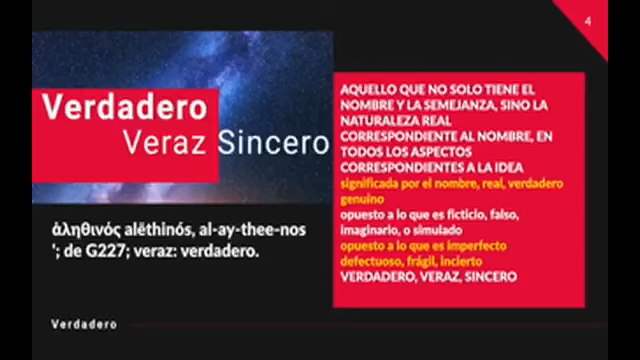 4
Verdadero
Veraz Sincero
ἀληθινός alēthinós, al-ay-thee-nos
'; de G227; veraz: verdadero.
AQUELLO QUE NO SOLO TIENE EL
NOMBRE Y LA SEMEJANZA, SINO LA
NATURALEZA REAL
CORRESPONDIENTE AL NOMBRE, EN
TODOS LOS ASPECTOS
CORRESPONDIENTES A LA IDEA
significada por el nombre, real, verdadero
genuino
opuesto a lo que es ficticio, falso,
imaginario, o simulado
opuesto a lo que es imperfecto
defectuoso, frágil, incierto
VERDADERO, VERAZ, SINCERO
Verdadero